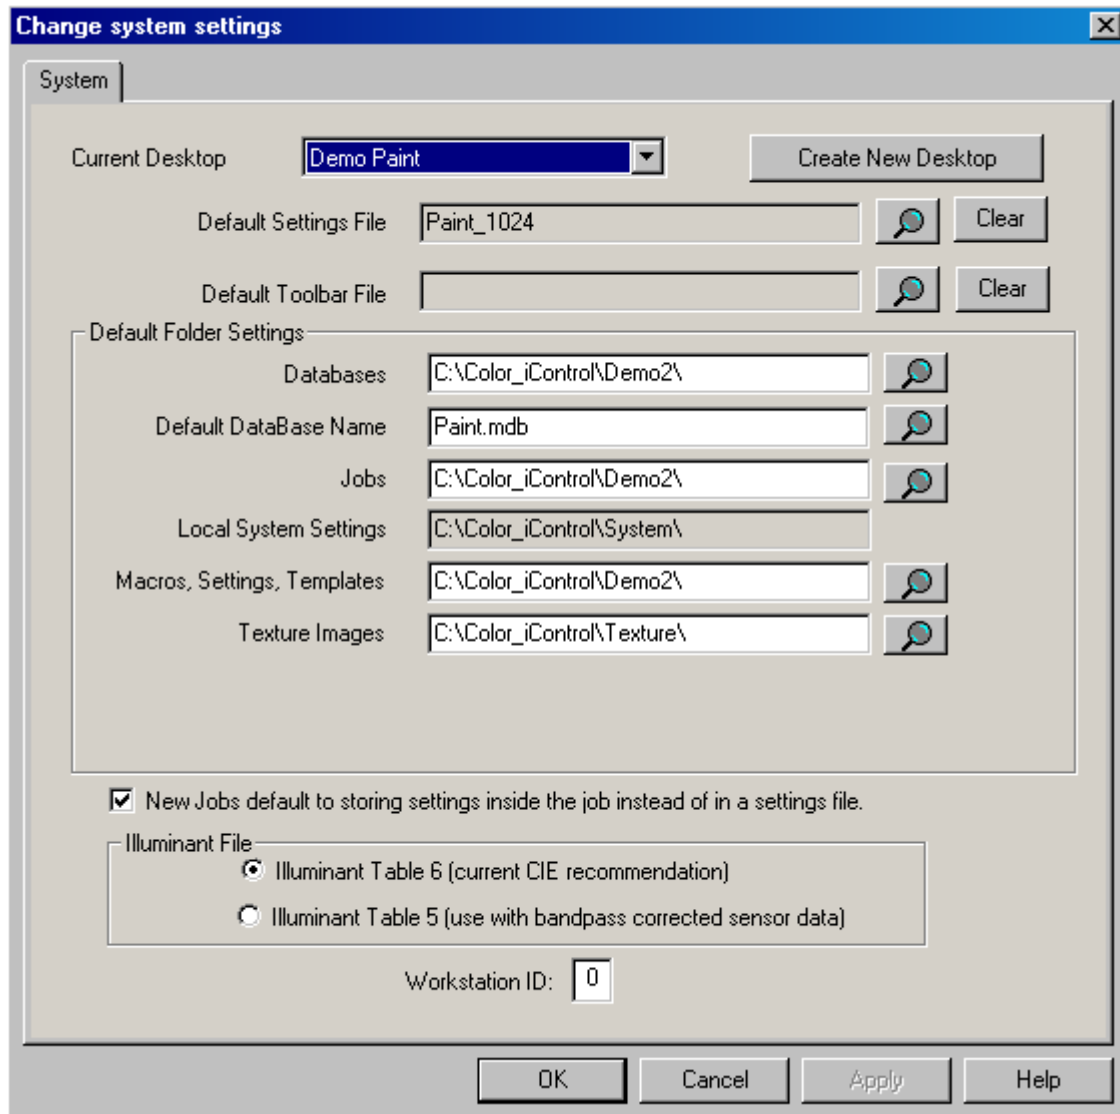 Change system settings
System
Current Desktop Demo Paint Create New Desktop
Default Settings File Paint_1024 Clear
Default Toolbar File Clear
Default Folder Settings
Databases C:\Color_iControl\Demo2\
Default DataBase Name Paint.mdb
Jobs C:\Color_iControl\Demo2\
Local System Settings C:\Color_iControl\System\
Macros, Settings, Templates C:\Color_iControl\Demo2\
Texture Images C:\Color_iControl\Texture\
New Jobs default to storing settings inside the job instead of in a settings file.
Illuminant File
Illuminant Table 6 (current CIE recommendation)
Illuminant Table 5 (use with bandpass corrected sensor data)
Workstation ID: 0
OK Cancel Apply Help